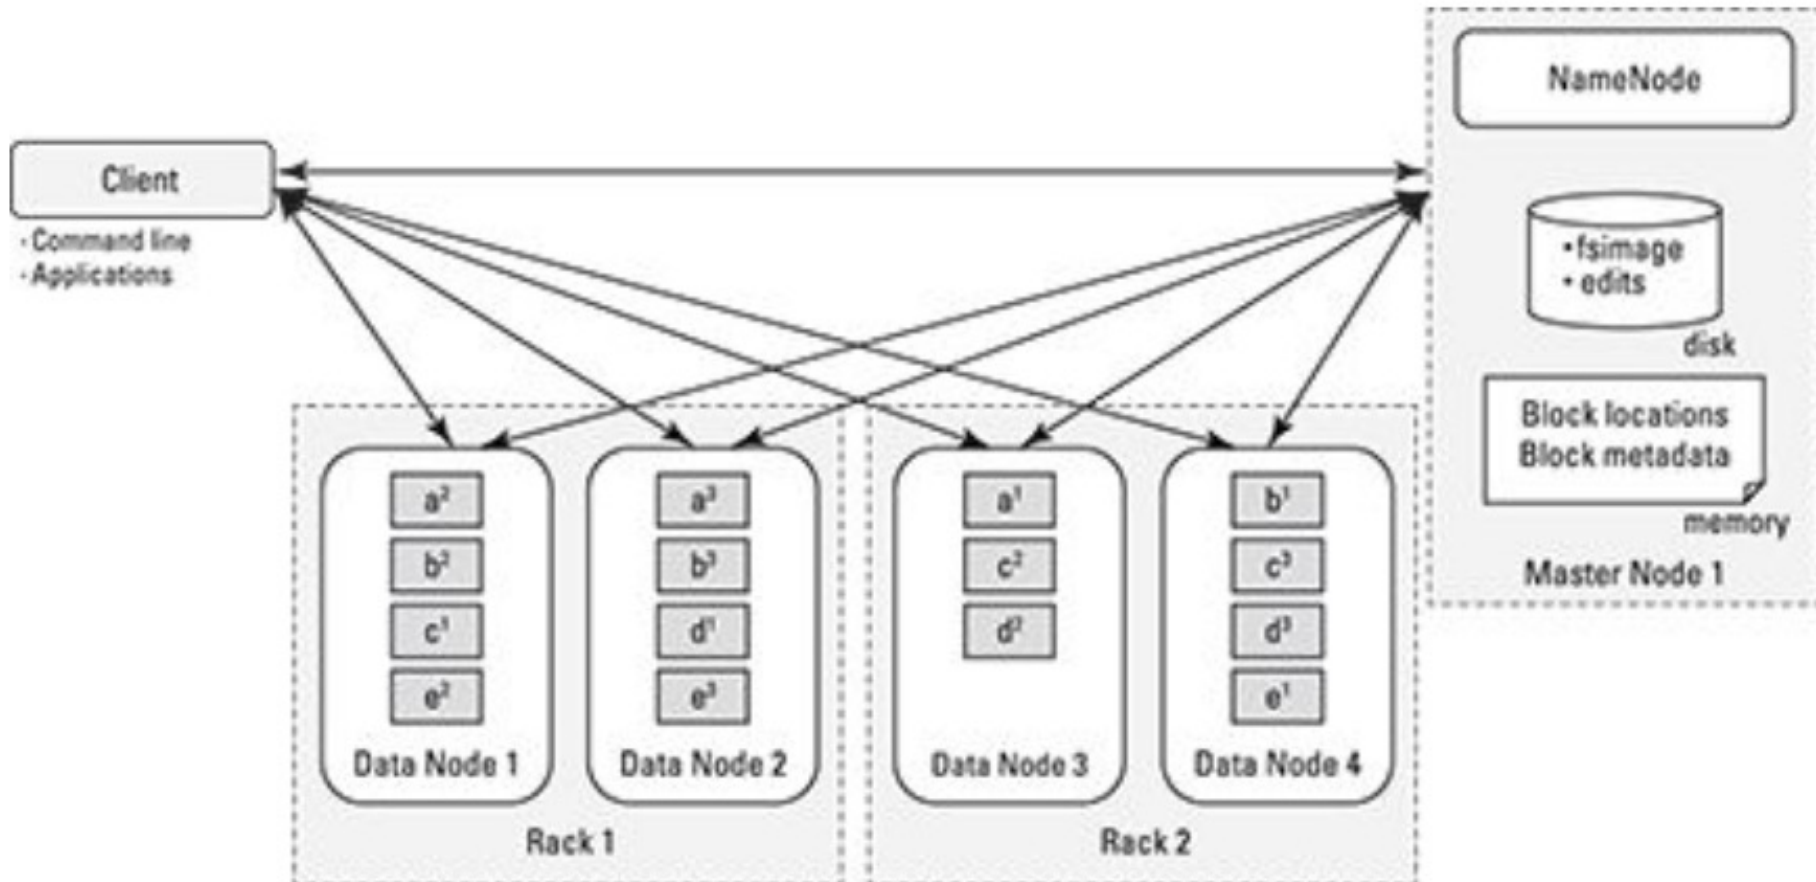 NameNode
Client
· Command line
· Applications
• fsimage
• edits
disk
Block locations
Block metadata
memory
Master Node 1
a²
b²
c¹
e²
Data Node 1
a³
b³
d¹
e³
Data Node 2
Rack 1
a¹
c²
d²
Data Node 3
b¹
c³
d³
e¹
Data Node 4
Rack 2